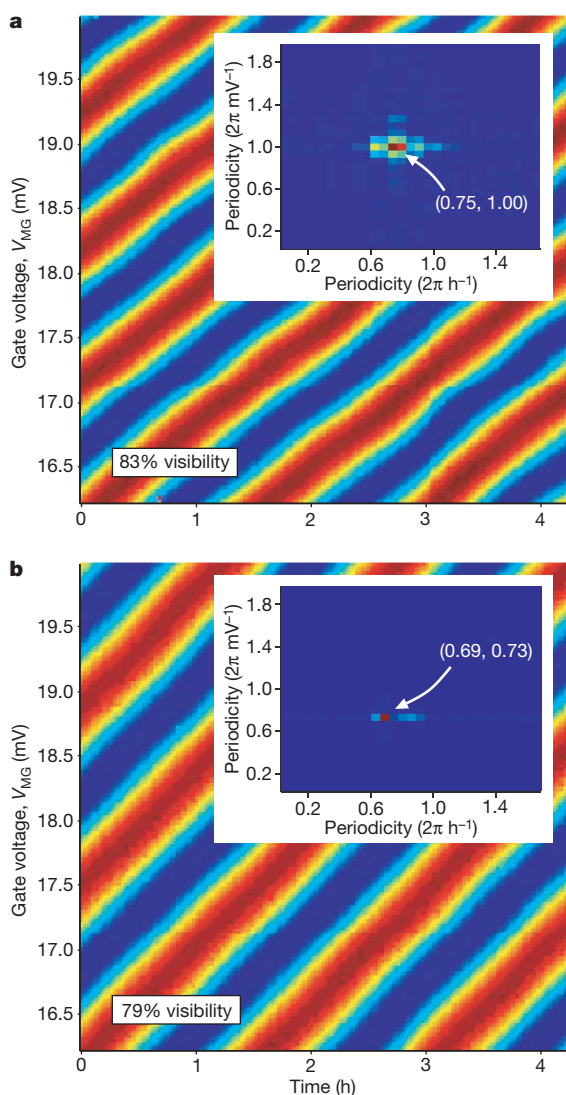 a
19.5
19.0
18.5
18.0
17.5
17.0
16.5
Gate voltage, V_MG (mV)
83% visibility
0 1 2 3 4
1.8
1.4
1.0
0.6
0.2
Periodicity (2π mV⁻¹)
(0.75, 1.00)
0.2 0.6 1.0 1.4
Periodicity (2π h⁻¹)
b
19.5
19.0
18.5
18.0
17.5
17.0
16.5
Gate voltage, V_MG (mV)
79% visibility
0 1 2 3 4
Time (h)
1.8
1.4
1.0
0.6
0.2
Periodicity (2π mV⁻¹)
(0.69, 0.73)
0.2 0.6 1.0 1.4
Periodicity (2π h⁻¹)